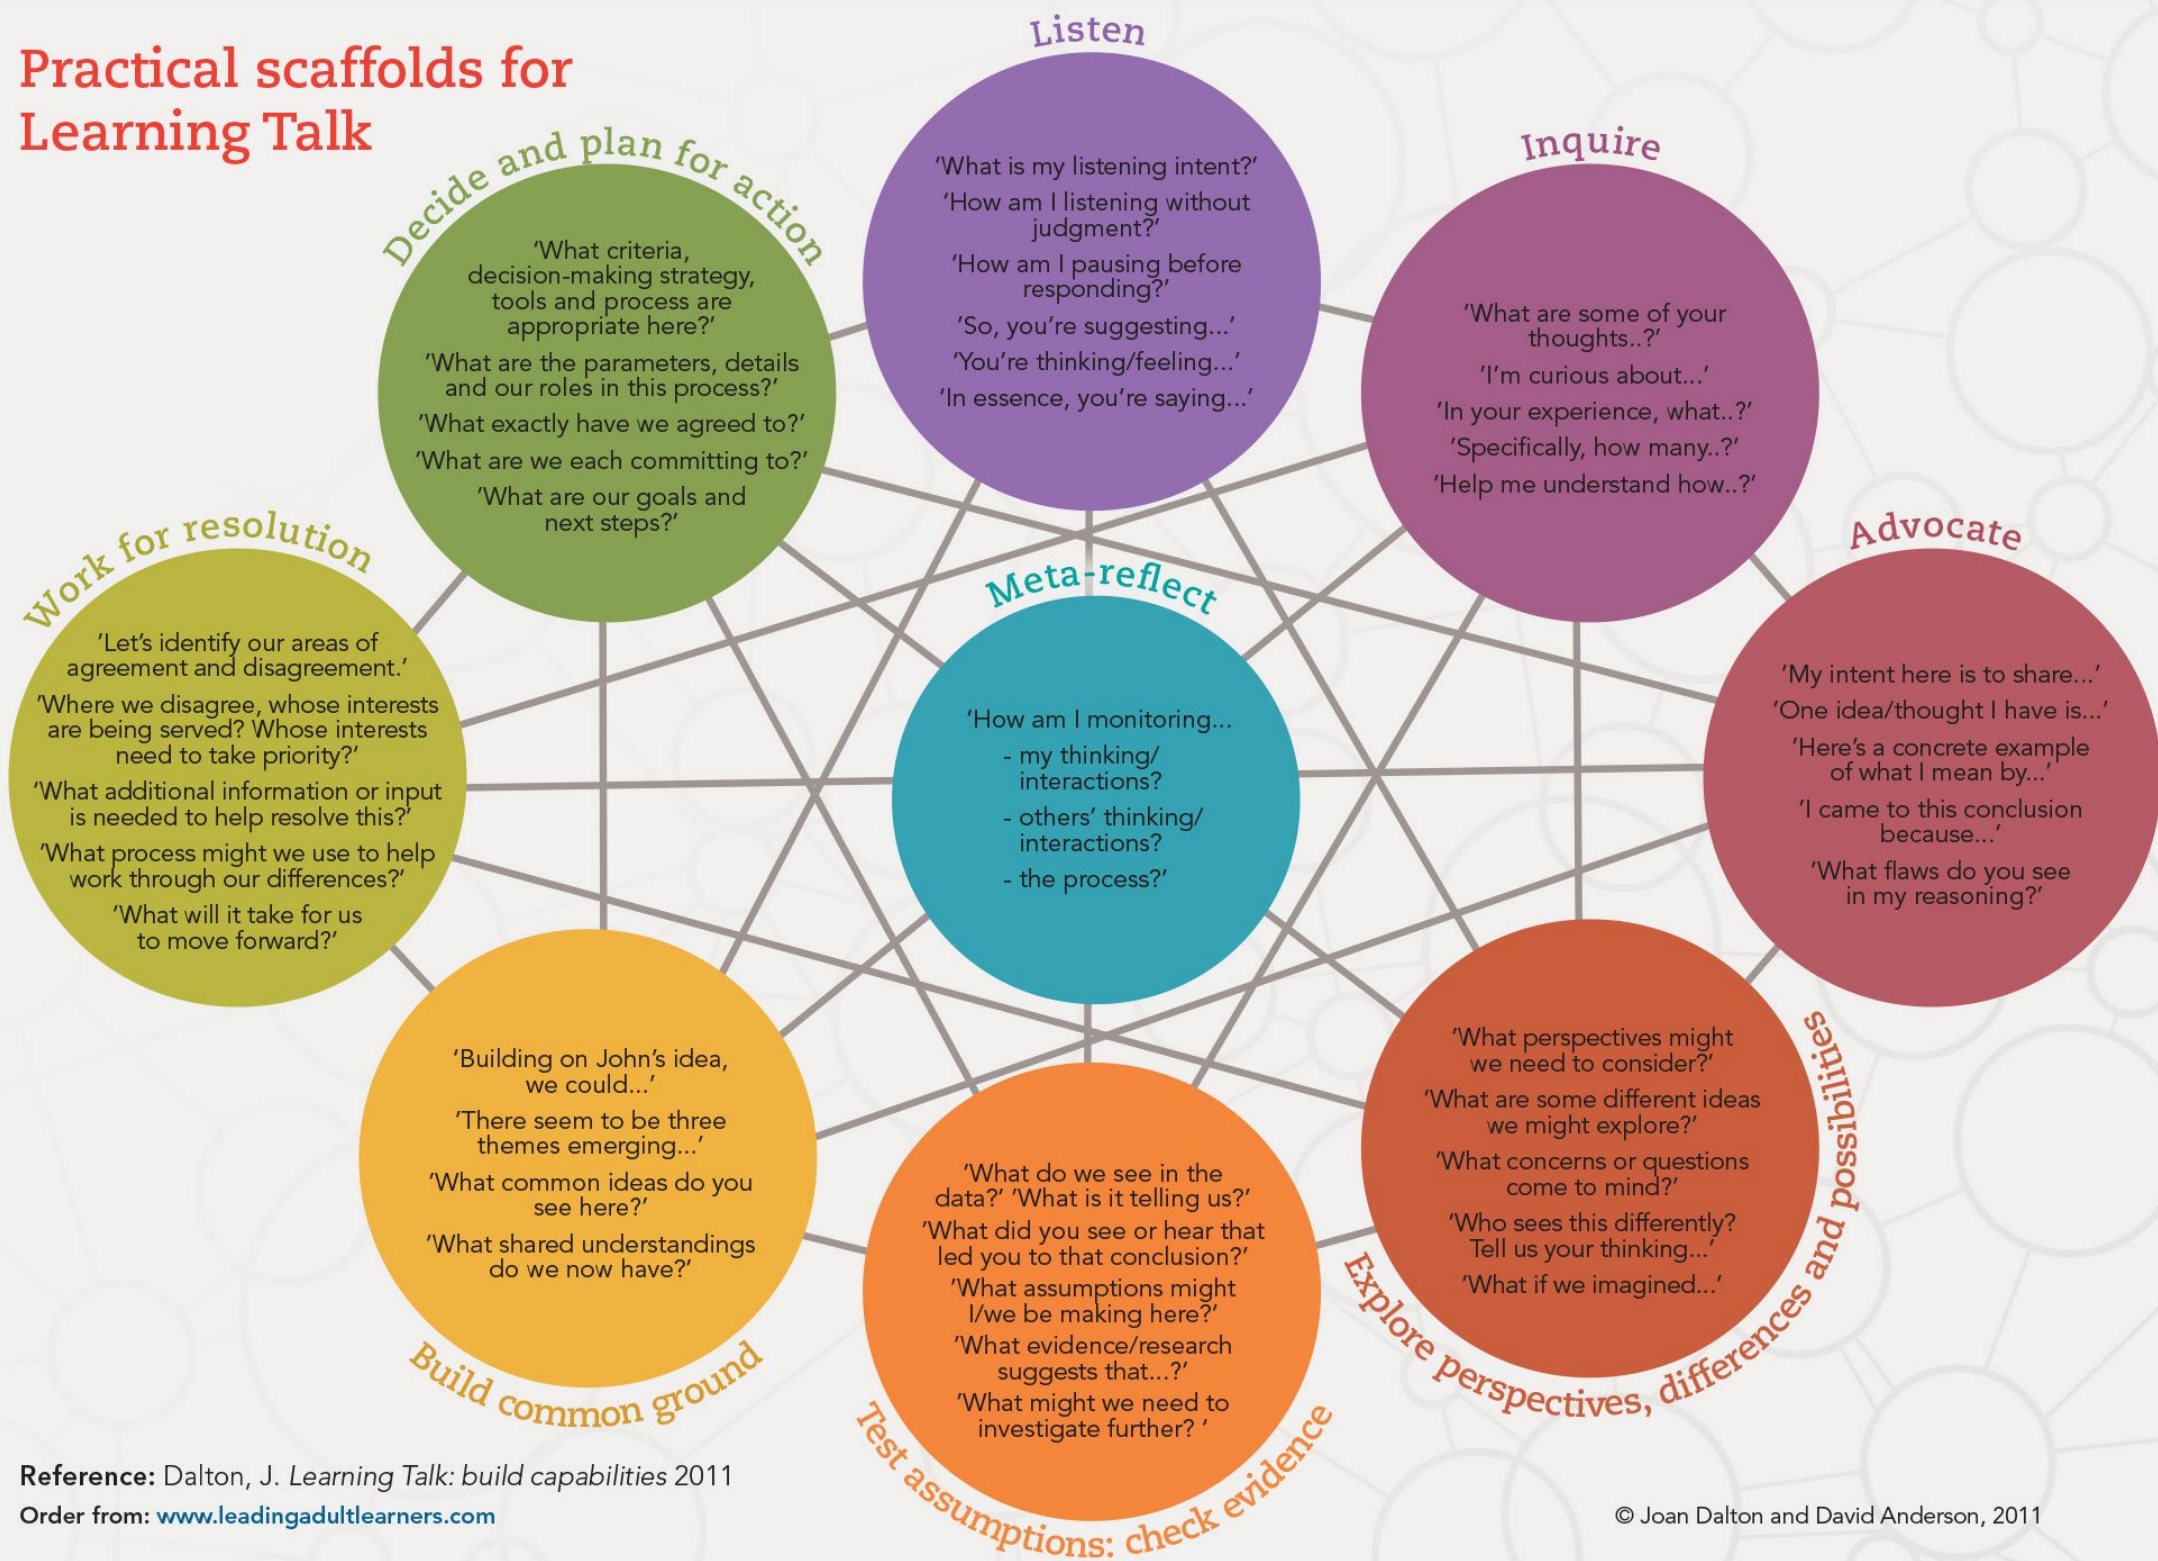 Practical scaffolds for
Learning Talk
Listen
'What is my listening intent?'
'How am I listening without
judgment?'
'How am I pausing before
responding?'
'So, you're suggesting...'
'You're thinking/feeling...'
'In essence, you're saying...'
Inquire
'What are some of your
thoughts..?'
'I'm curious about...'
'In your experience, what..?'
'Specifically, how many..?'
'Help me understand how..?'
Advocate
'My intent here is to share...'
'One idea/thought I have is...'
'Here's a concrete example
of what I mean by...'
'I came to this conclusion
because...'
'What flaws do you see
in my reasoning?'
Explore perspectives, differences and possibilities
'What perspectives might
we need to consider?'
'What are some different ideas
we might explore?'
'What concerns or questions
come to mind?'
'Who sees this differently?
Tell us your thinking...'
'What if we imagined...'
Test assumptions: check evidence
'What do we see in the
data?' 'What is it telling us?'
'What did you see or hear that
led you to that conclusion?'
'What assumptions might
I/we be making here?'
'What evidence/research
suggests that...?'
'What might we need to
investigate further? '
Build common ground
'Building on John's idea,
we could...'
'There seem to be three
themes emerging...'
'What common ideas do you
see here?'
'What shared understandings
do we now have?'
Work for resolution
'Let's identify our areas of
agreement and disagreement.'
'Where we disagree, whose interests
are being served? Whose interests
need to take priority?'
'What additional information or input
is needed to help resolve this?'
'What process might we use to help
work through our differences?'
'What will it take for us
to move forward?'
Decide and plan for action
'What criteria,
decision-making strategy,
tools and process are
appropriate here?'
'What are the parameters, details
and our roles in this process?'
'What exactly have we agreed to?'
'What are we each committing to?'
'What are our goals and
next steps?'
Meta-reflect
'How am I monitoring...
- my thinking/
interactions?
- others' thinking/
interactions?
- the process?'
Reference: Dalton, J. Learning Talk: build capabilities 2011
Order from: www.leadingadultlearners.com
© Joan Dalton and David Anderson, 2011